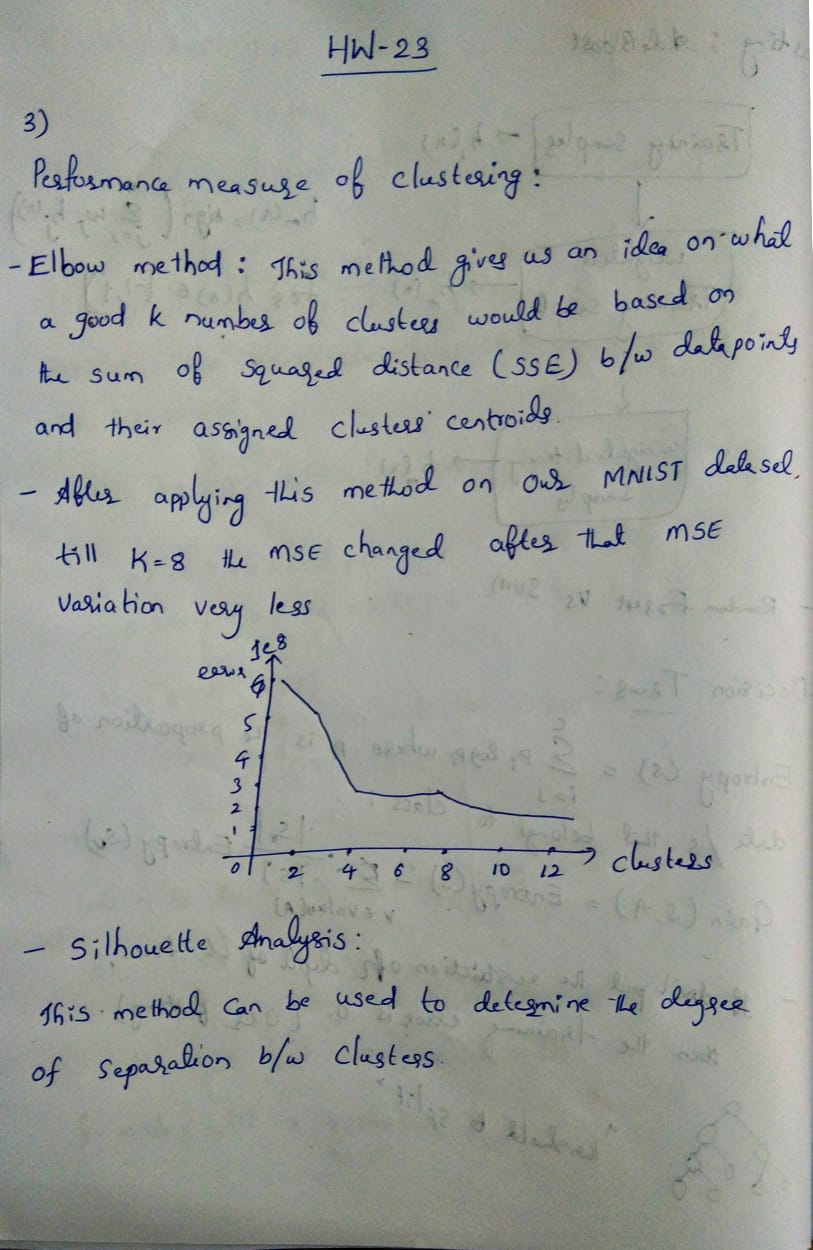 HW-23
3)
Performance measure of clustering:
- Elbow method: This method gives us an idea on what
a good k number of clusters would be based on
the sum of squared distance (SSE) b/w datapoints
and their assigned clusters' centroids.
- After applying this method on our MNIST dataset,
till K=8 the MSE changed after that MSE
variation very less
1e8
error
6
5
4
3
2
1
0 2 4 6 8 10 12 clusters
- Silhouette Analysis:
This method can be used to determine the degree
of separation b/w clusters.